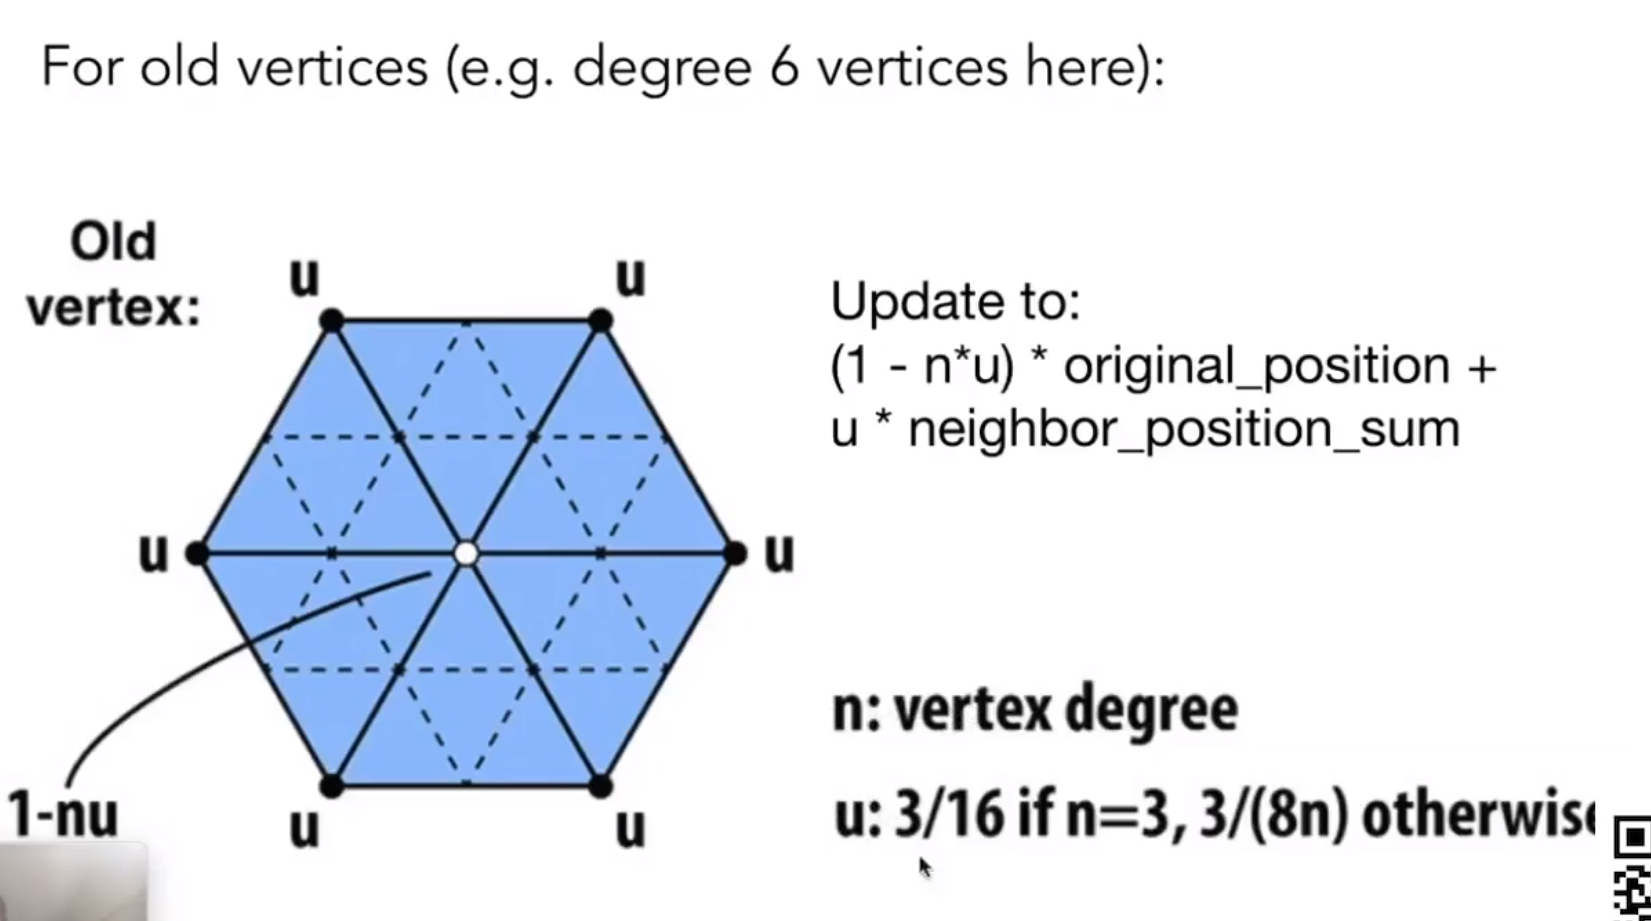 For old vertices (e.g. degree 6 vertices here):
Old
vertex:
u
u
u
u
1-nu
u
u
Update to:
(1 - n*u) * original_position +
u * neighbor_position_sum
n: vertex degree
u: 3/16 if n=3, 3/(8n) otherwise